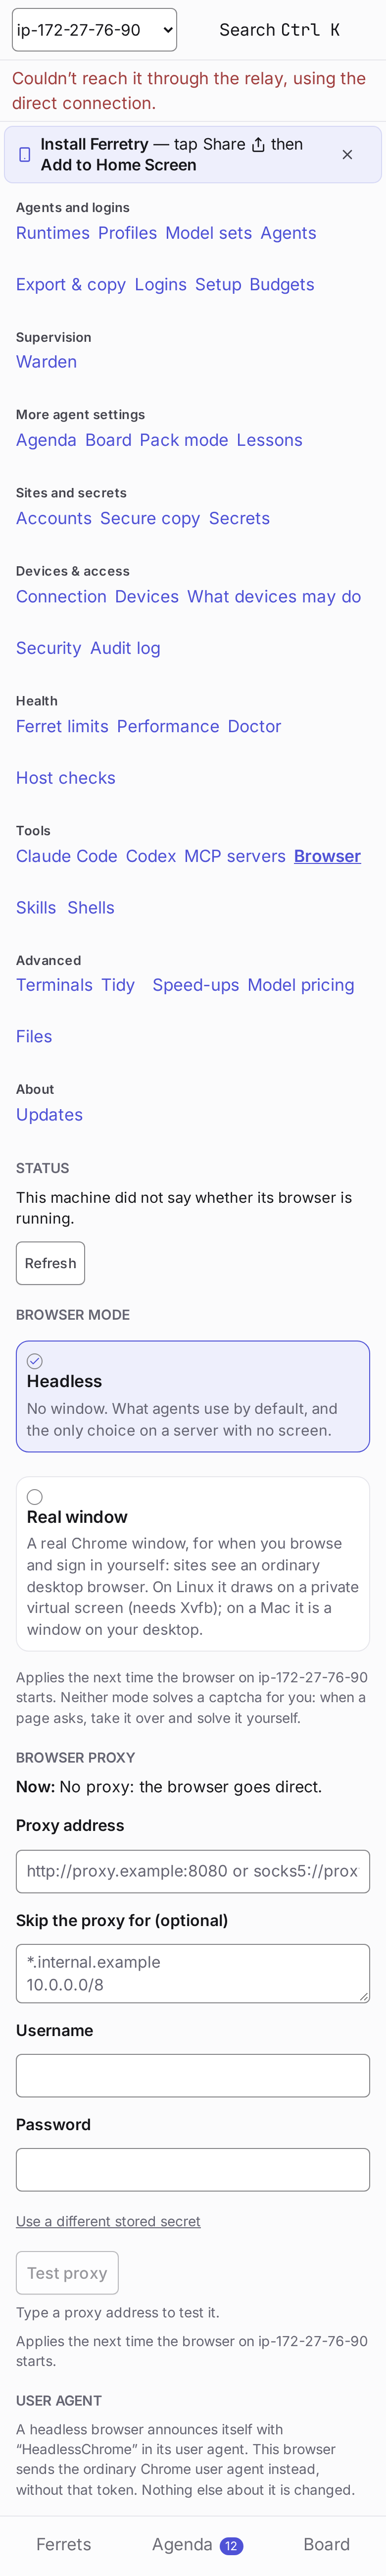 ip-172-27-76-90
Search Ctrl K
Couldn’t reach it through the relay, using the
direct connection.
Install Ferretry — tap Share then
Add to Home Screen
Agents and logins
Runtimes Profiles Model sets Agents
Export & copy Logins Setup Budgets
Supervision
Warden
More agent settings
Agenda Board Pack mode Lessons
Sites and secrets
Accounts Secure copy Secrets
Devices & access
Connection Devices What devices may do
Security Audit log
Health
Ferret limits Performance Doctor
Host checks
Tools
Claude Code Codex MCP servers Browser
Skills Shells
Advanced
Terminals Tidy Speed-ups Model pricing
Files
About
Updates
STATUS
This machine did not say whether its browser is
running.
Refresh
BROWSER MODE
Headless
No window. What agents use by default, and
the only choice on a server with no screen.
Real window
A real Chrome window, for when you browse
and sign in yourself: sites see an ordinary
desktop browser. On Linux it draws on a private
virtual screen (needs Xvfb); on a Mac it is a
window on your desktop.
Applies the next time the browser on ip-172-27-76-90
starts. Neither mode solves a captcha for you: when a
page asks, take it over and solve it yourself.
BROWSER PROXY
Now: No proxy: the browser goes direct.
Proxy address
http://proxy.example:8080 or socks5://prox
Skip the proxy for (optional)
*.internal.example
10.0.0.0/8
Username
Password
Use a different stored secret
Test proxy
Type a proxy address to test it.
Applies the next time the browser on ip-172-27-76-90
starts.
USER AGENT
A headless browser announces itself with
“HeadlessChrome” in its user agent. This browser
sends the ordinary Chrome user agent instead,
without that token. Nothing else about it is changed.
Ferrets Agenda 12 Board